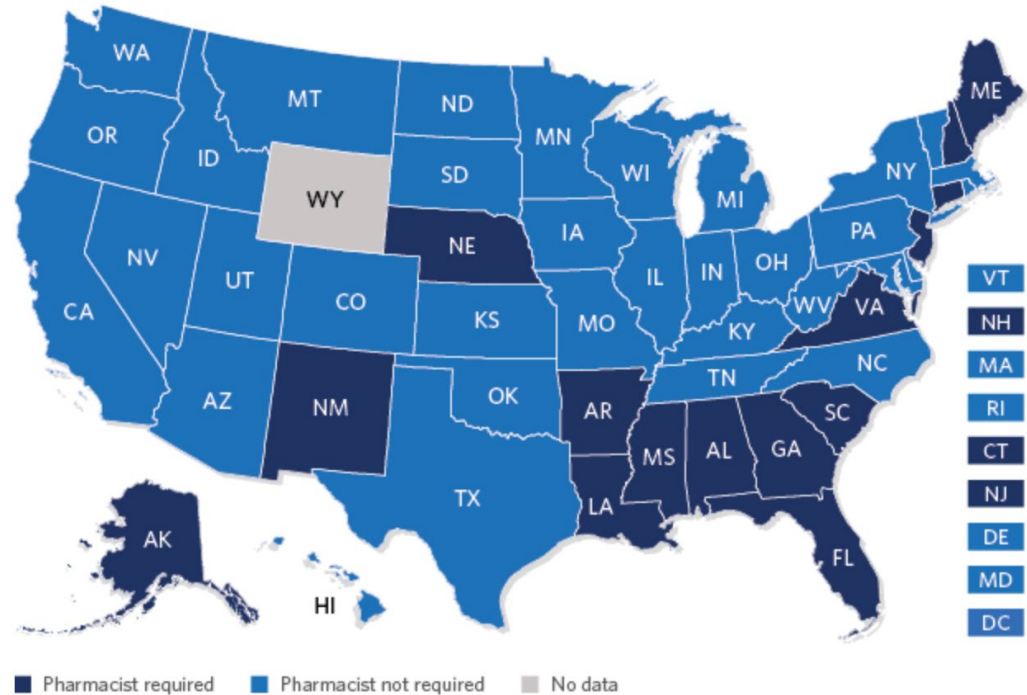 WA
MT
ND
MN
ME
OR
ID
SD
WI
MI
NY
WY
NE
IA
PA
NV
UT
CO
IL
IN
OH
WV
VA
CA
KS
MO
KY
VT
NH
MA
RI
CT
NJ
DE
MD
DC
AZ
NM
OK
AR
TN
NC
SC
MS
AL
GA
TX
LA
FL
AK
HI
Pharmacist required
Pharmacist not required
No data